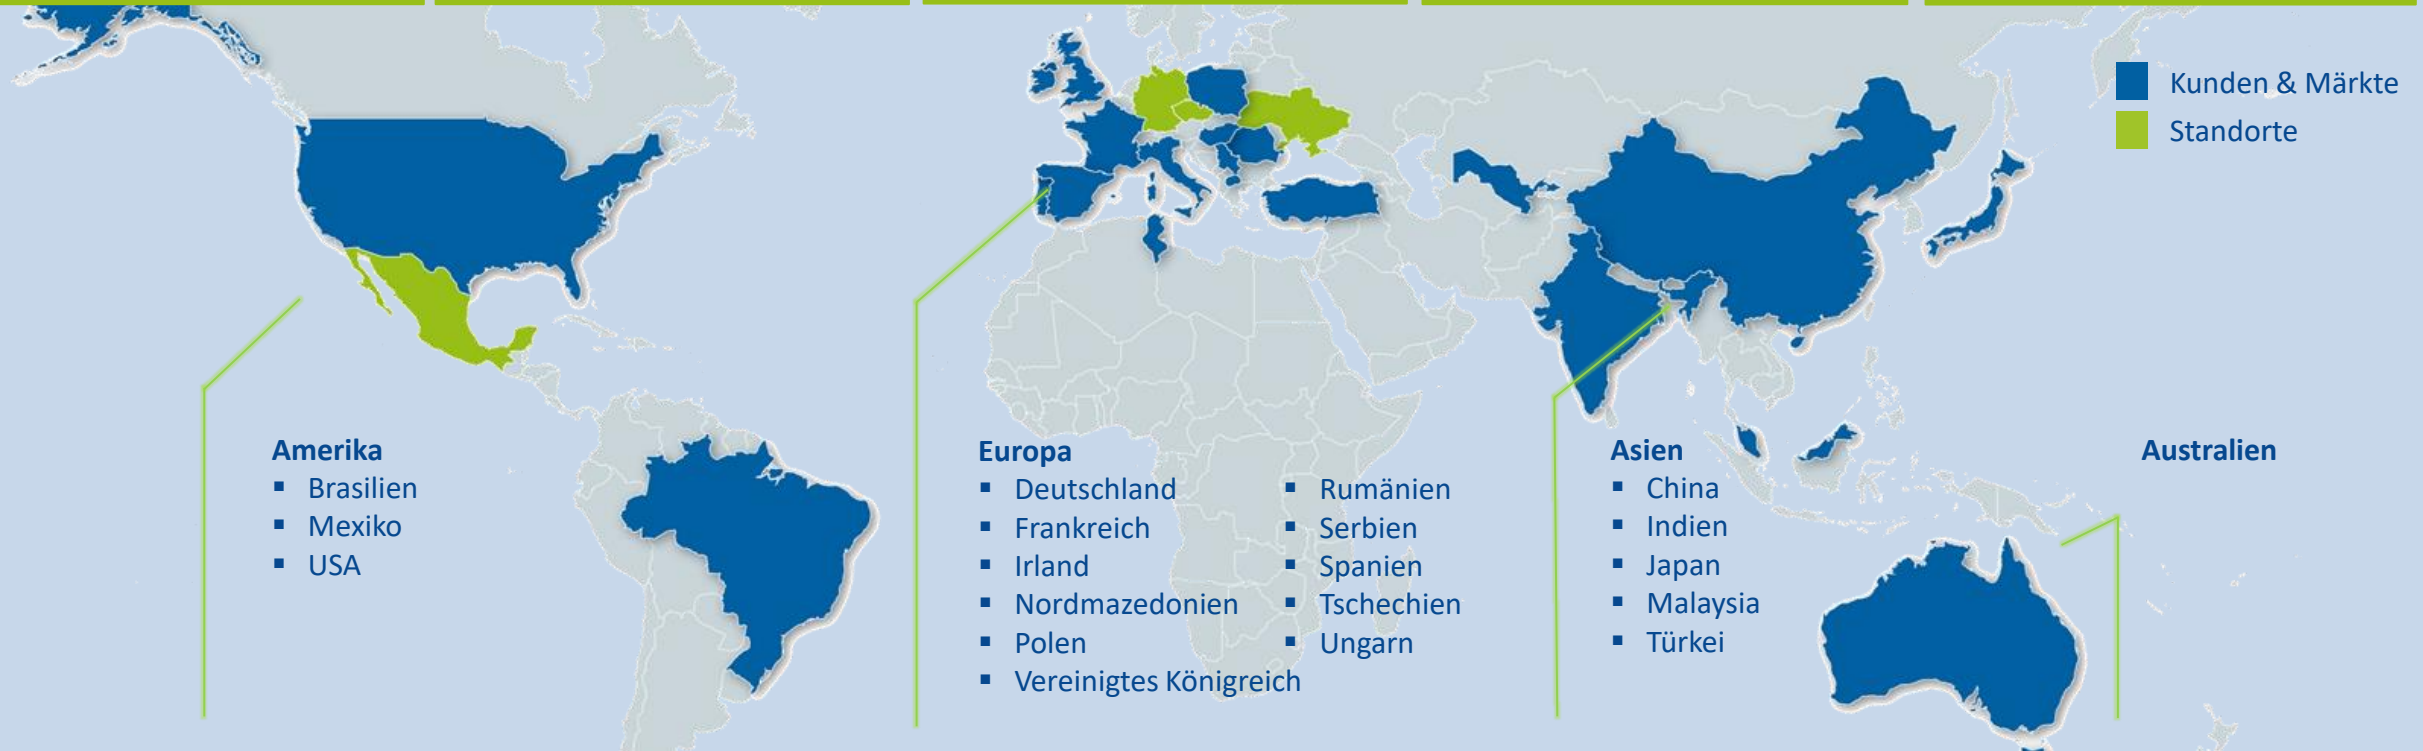 Kunden & Märkte
Standorte
Amerika
▪ Brasilien
▪ Mexiko
▪ USA
Europa
▪ Deutschland
▪ Frankreich
▪ Irland
▪ Nordmazedonien
▪ Polen
▪ Vereinigtes Königreich
▪ Rumänien
▪ Serbien
▪ Spanien
▪ Tschechien
▪ Ungarn
Asien
▪ China
▪ Indien
▪ Japan
▪ Malaysia
▪ Türkei
Australien